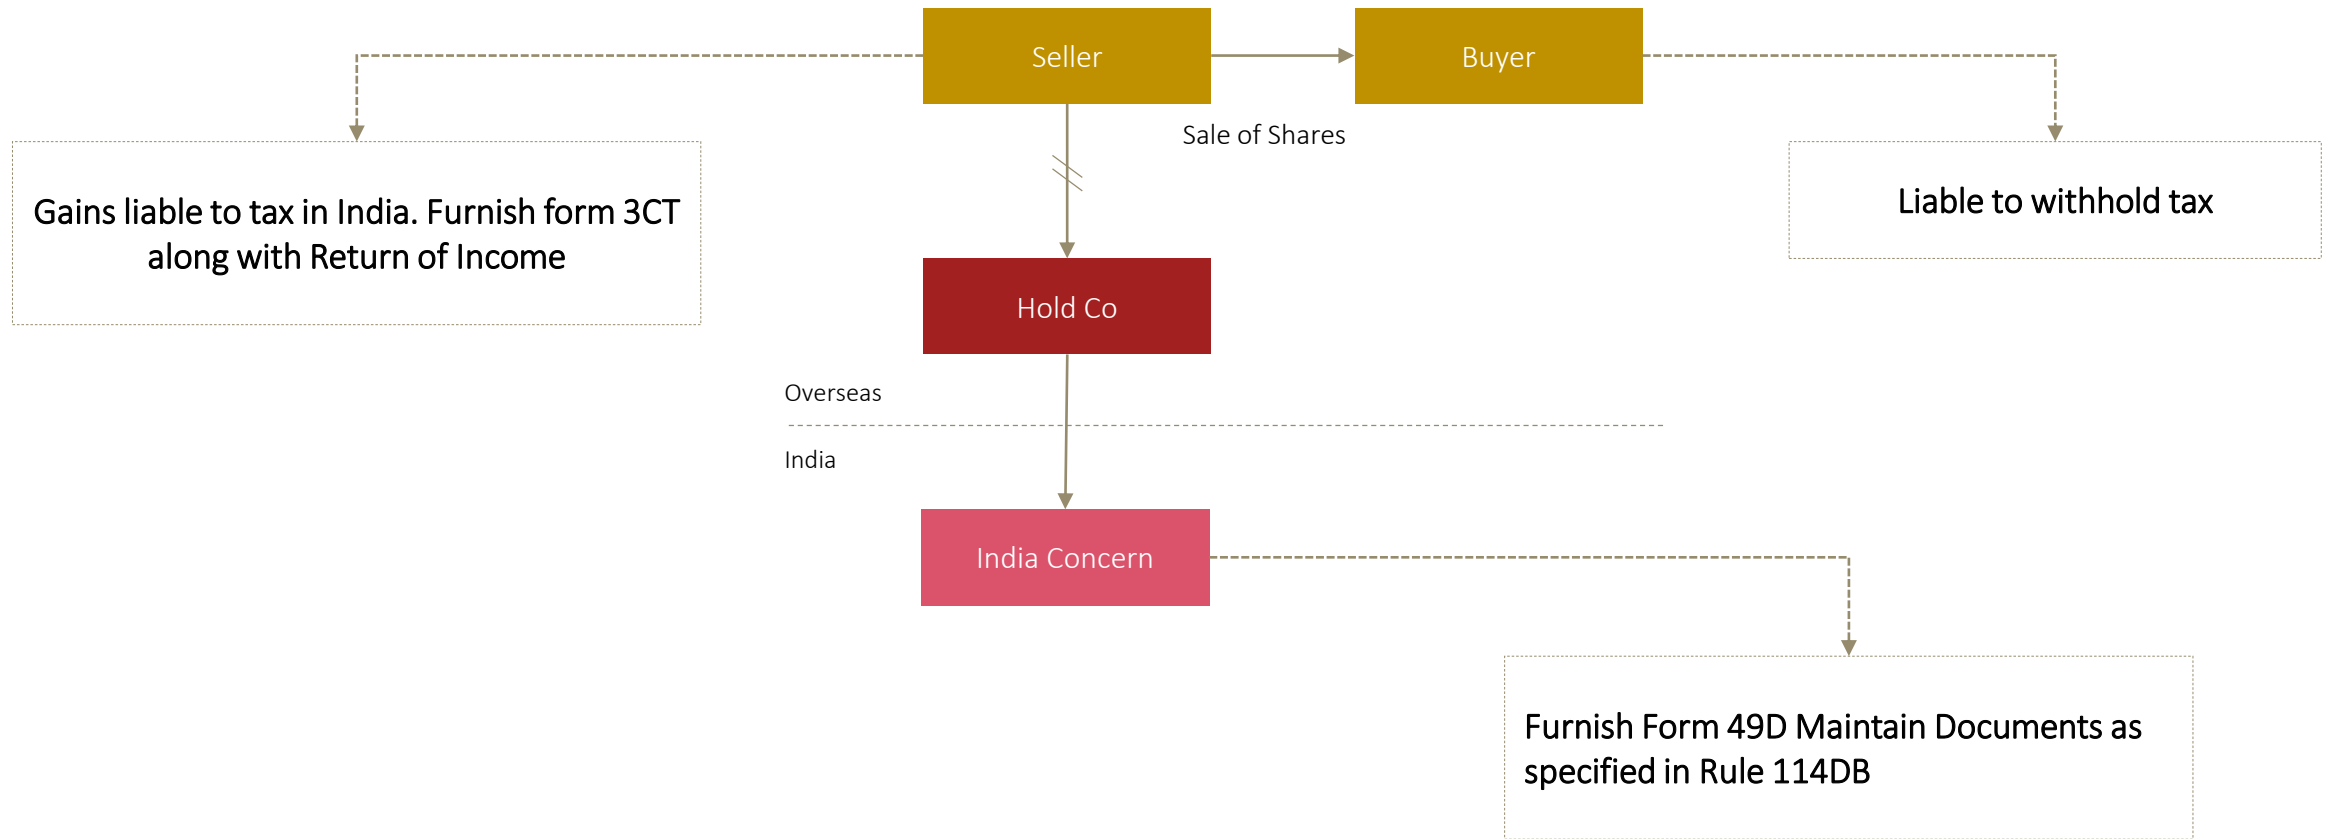 Seller
Buyer
Sale of Shares
Gains liable to tax in India. Furnish form 3CT
along with Return of Income
Liable to withhold tax
Hold Co
Overseas
India
India Concern
Furnish Form 49D Maintain Documents as
specified in Rule 114DB